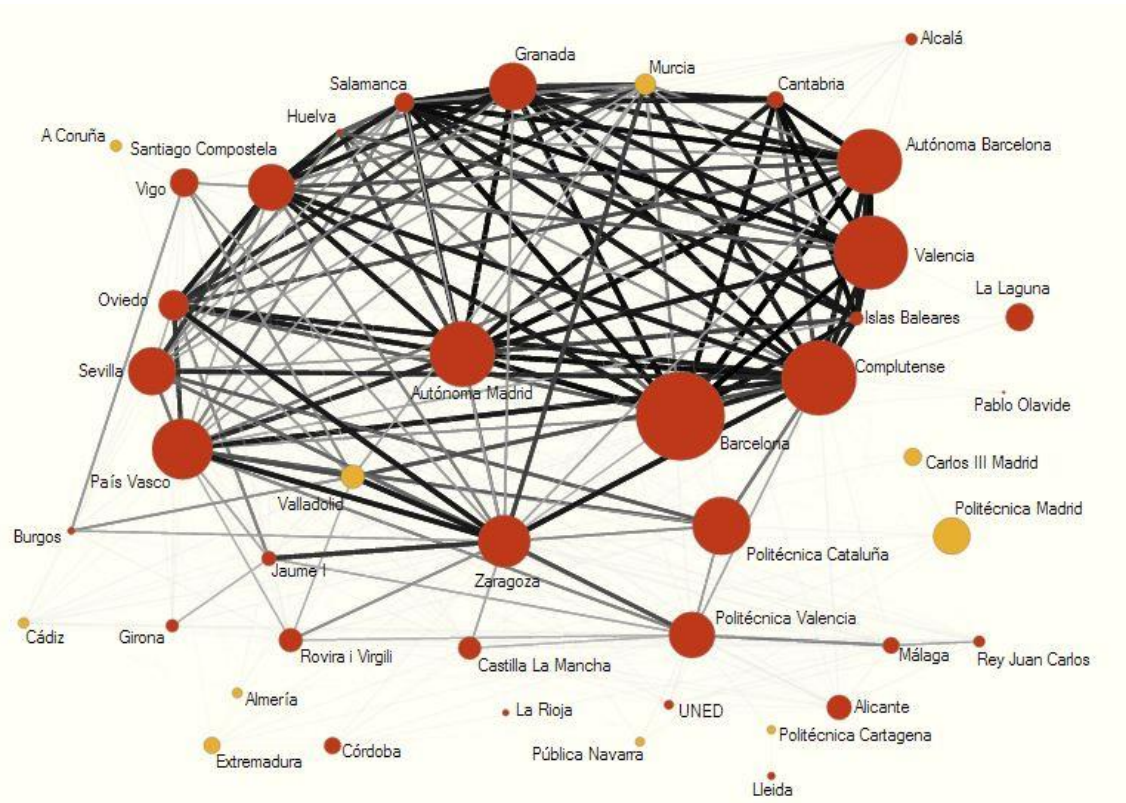 Alcalá
Granada
Murcia
Salamanca
Cantabria
Huelva
A Coruña
Santiago Compostela
Autónoma Barcelona
Vigo
Valencia
La Laguna
Oviedo
Islas Baleares
Sevilla
Complutense
Autónoma Madrid
Pablo Olavide
Barcelona
Carlos III Madrid
País Vasco
Valladolid
Politécnica Madrid
Burgos
Politécnica Cataluña
Jaume I
Zaragoza
Politécnica Valencia
Cádiz
Girona
Rovira i Virgili
Castilla La Mancha
Málaga
Rey Juan Carlos
Almería
La Rioja
UNED
Alicante
Politécnica Cartagena
Extremadura
Córdoba
Pública Navarra
Lleida